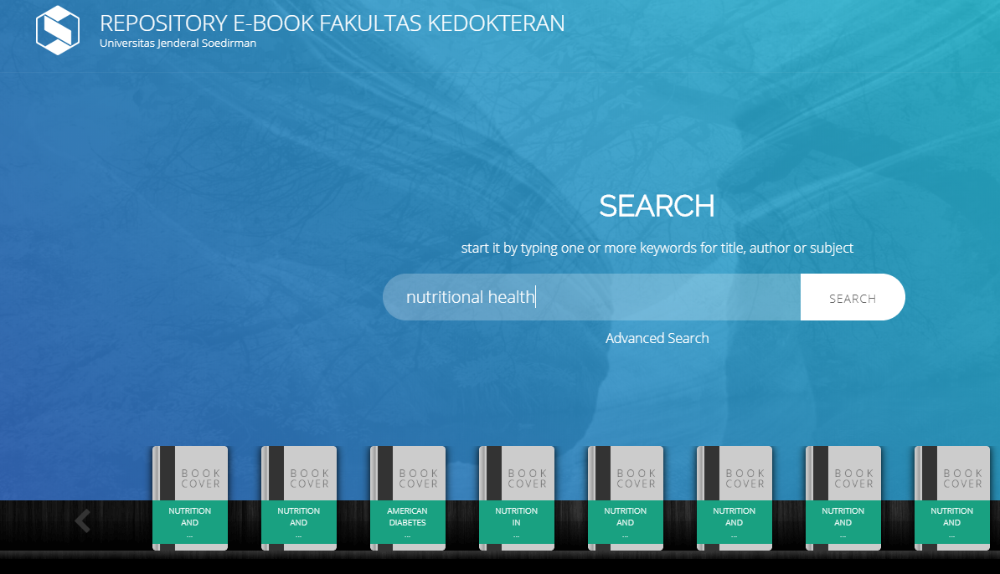 REPOSITORY E-BOOK FAKULTAS KEDOKTERAN
Universitas Jenderal Soedirman
SEARCH
start it by typing one or more keywords for title, author or subject
nutritional health
SEARCH
Advanced Search
BOOK
COVER
NUTRITION
AND
...
BOOK
COVER
NUTRITION
AND
...
BOOK
COVER
AMERICAN
DIABETES
...
BOOK
COVER
NUTRITION
IN
...
BOOK
COVER
NUTRITION
AND
...
BOOK
COVER
NUTRITION
AND
...
BOOK
COVER
NUTRITION
AND
...
BOOK
COVER
NUTRITION
AND
...